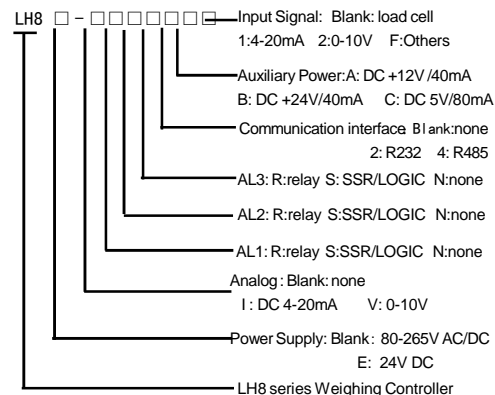 LH8 □-□□□□□□□ Input Signal: Blank: load cell
1:4-20mA 2:0-10V F:Others
Auxiliary Power:A: DC +12V/40mA
B: DC +24V/40mA C: DC 5V/80mA
Communication interface Blank:none
2: R232 4: R485
AL3: R:relay S:SSR/LOGIC N:none
AL2: R:relay S:SSR/LOGIC N:none
AL1: R:relay S:SSR/LOGIC N:none
Analog: Blank: none
I: DC 4-20mA V: 0-10V
Power Supply: Blank: 80-265V AC/DC
E: 24V DC
LH8 series Weighing Controller